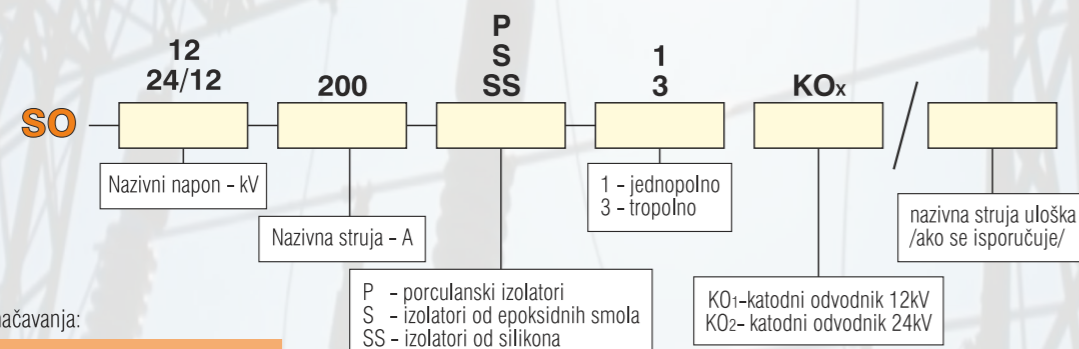 12
24/12
200
P
S
SS
1
3
KOx
SO
/
Nazivni napon - kV
Nazivna struja - A
P - porculanski izolatori
S - izolatori od epoksidnih smola
SS - izolatori od silikona
1 - jednopolno
3 - tropolno
KO1-katodni odvodnik 12kV
KO2- katodni odvodnik 24kV
nazivna struja uloška
/ako se isporučuje/
načavanja: